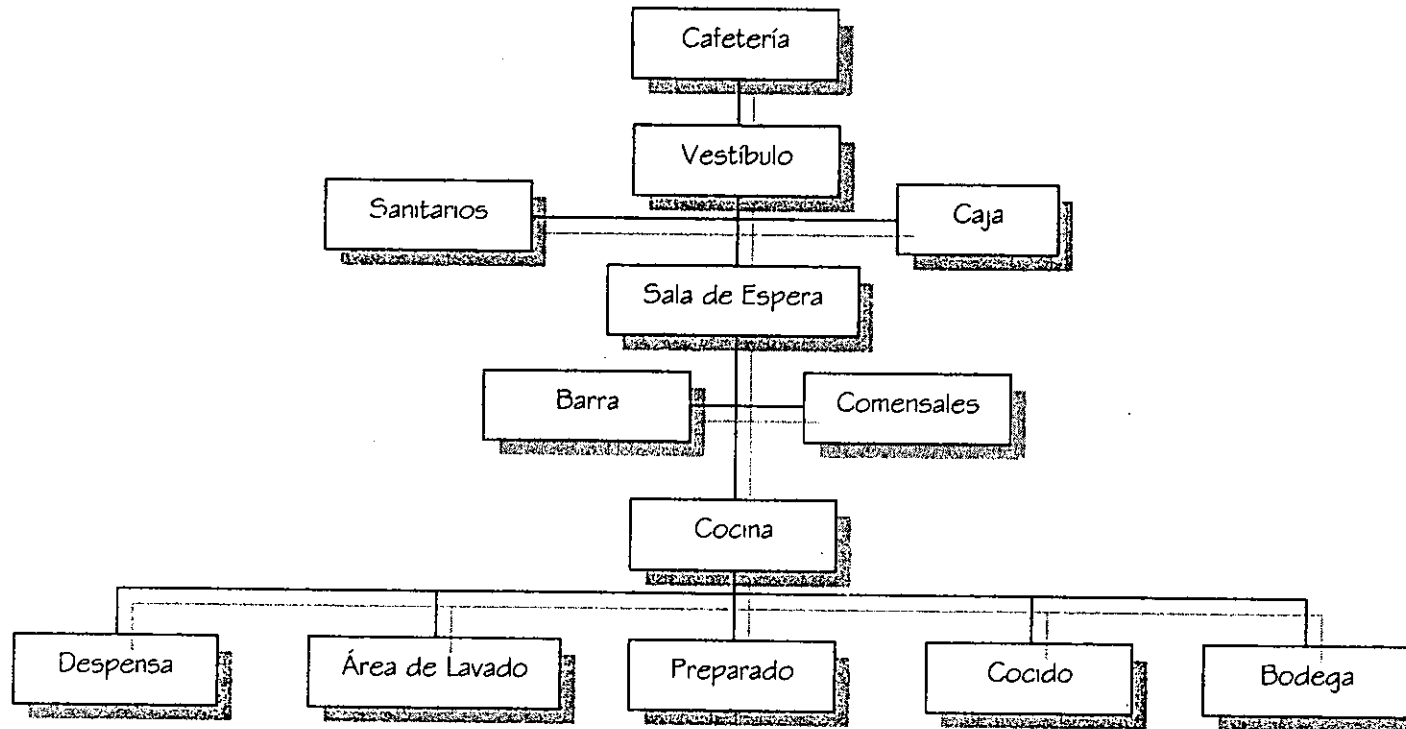 Cafetería
Vestíbulo
Sanitarios
Caja
Sala de Espera
Barra
Comensales
Cocina
Despensa
Área de Lavado
Preparado
Cocido
Bodega